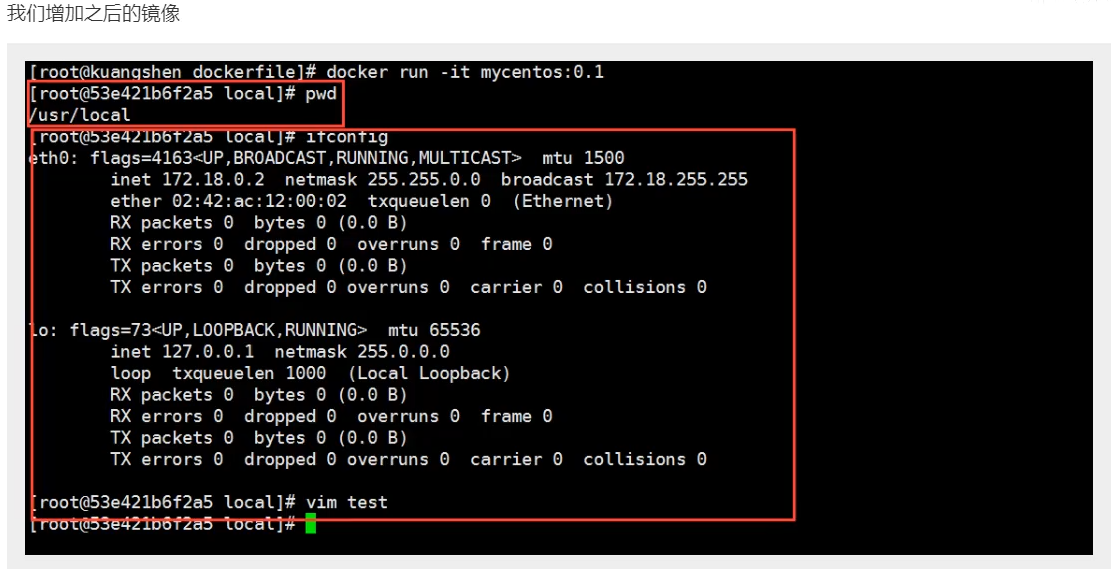 我们增加之后的镜像
[root@kuangshen dockerfile]# docker run -it mycentos:0.1
[root@53e421b6f2a5 local]# pwd
/usr/local
[root@53e421b6f2a5 local]# ifconfig
eth0: flags=4163<UP,BROADCAST,RUNNING,MULTICAST>  mtu 1500
        inet 172.18.0.2  netmask 255.255.0.0  broadcast 172.18.255.255
        ether 02:42:ac:12:00:02  txqueuelen 0  (Ethernet)
        RX packets 0  bytes 0 (0.0 B)
        RX errors 0  dropped 0  overruns 0  frame 0
        TX packets 0  bytes 0 (0.0 B)
        TX errors 0  dropped 0 overruns 0  carrier 0  collisions 0
lo: flags=73<UP,LOOPBACK,RUNNING>  mtu 65536
        inet 127.0.0.1  netmask 255.0.0.0
        loop  txqueuelen 1000  (Local Loopback)
        RX packets 0  bytes 0 (0.0 B)
        RX errors 0  dropped 0  overruns 0  frame 0
        TX packets 0  bytes 0 (0.0 B)
        TX errors 0  dropped 0 overruns 0  carrier 0  collisions 0
[root@53e421b6f2a5 local]# vim test
[root@53e421b6f2a5 local]#